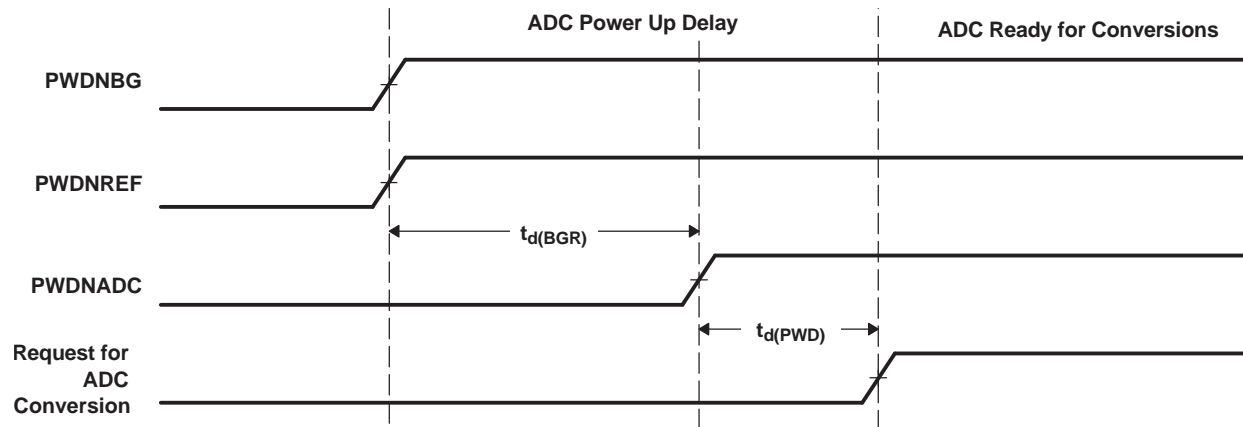 ADC Power Up Delay
ADC Ready for Conversions
PWDNBG
PWDNREF
td(BGR)
PWDNADC
td(PWD)
Request for
ADC
Conversion